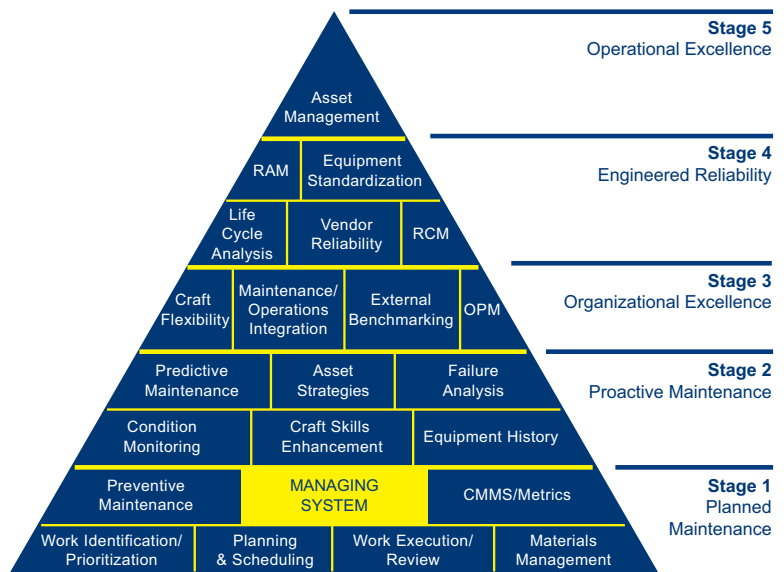 Stage 5
Operational Excellence
Asset
Management
Stage 4
Engineered Reliability
RAM
Equipment
Standardization
Life
Cycle
Analysis
Vendor
Reliability
RCM
Stage 3
Organizational Excellence
Craft
Flexibility
Maintenance/
Operations
Integration
External
Benchmarking
OPM
Stage 2
Proactive Maintenance
Predictive
Maintenance
Asset
Strategies
Failure
Analysis
Condition
Monitoring
Craft Skills
Enhancement
Equipment History
Stage 1
Planned
Maintenance
Preventive
Maintenance
MANAGING
SYSTEM
CMMS/Metrics
Work Identification/
Prioritization
Planning
& Scheduling
Work Execution/
Review
Materials
Management